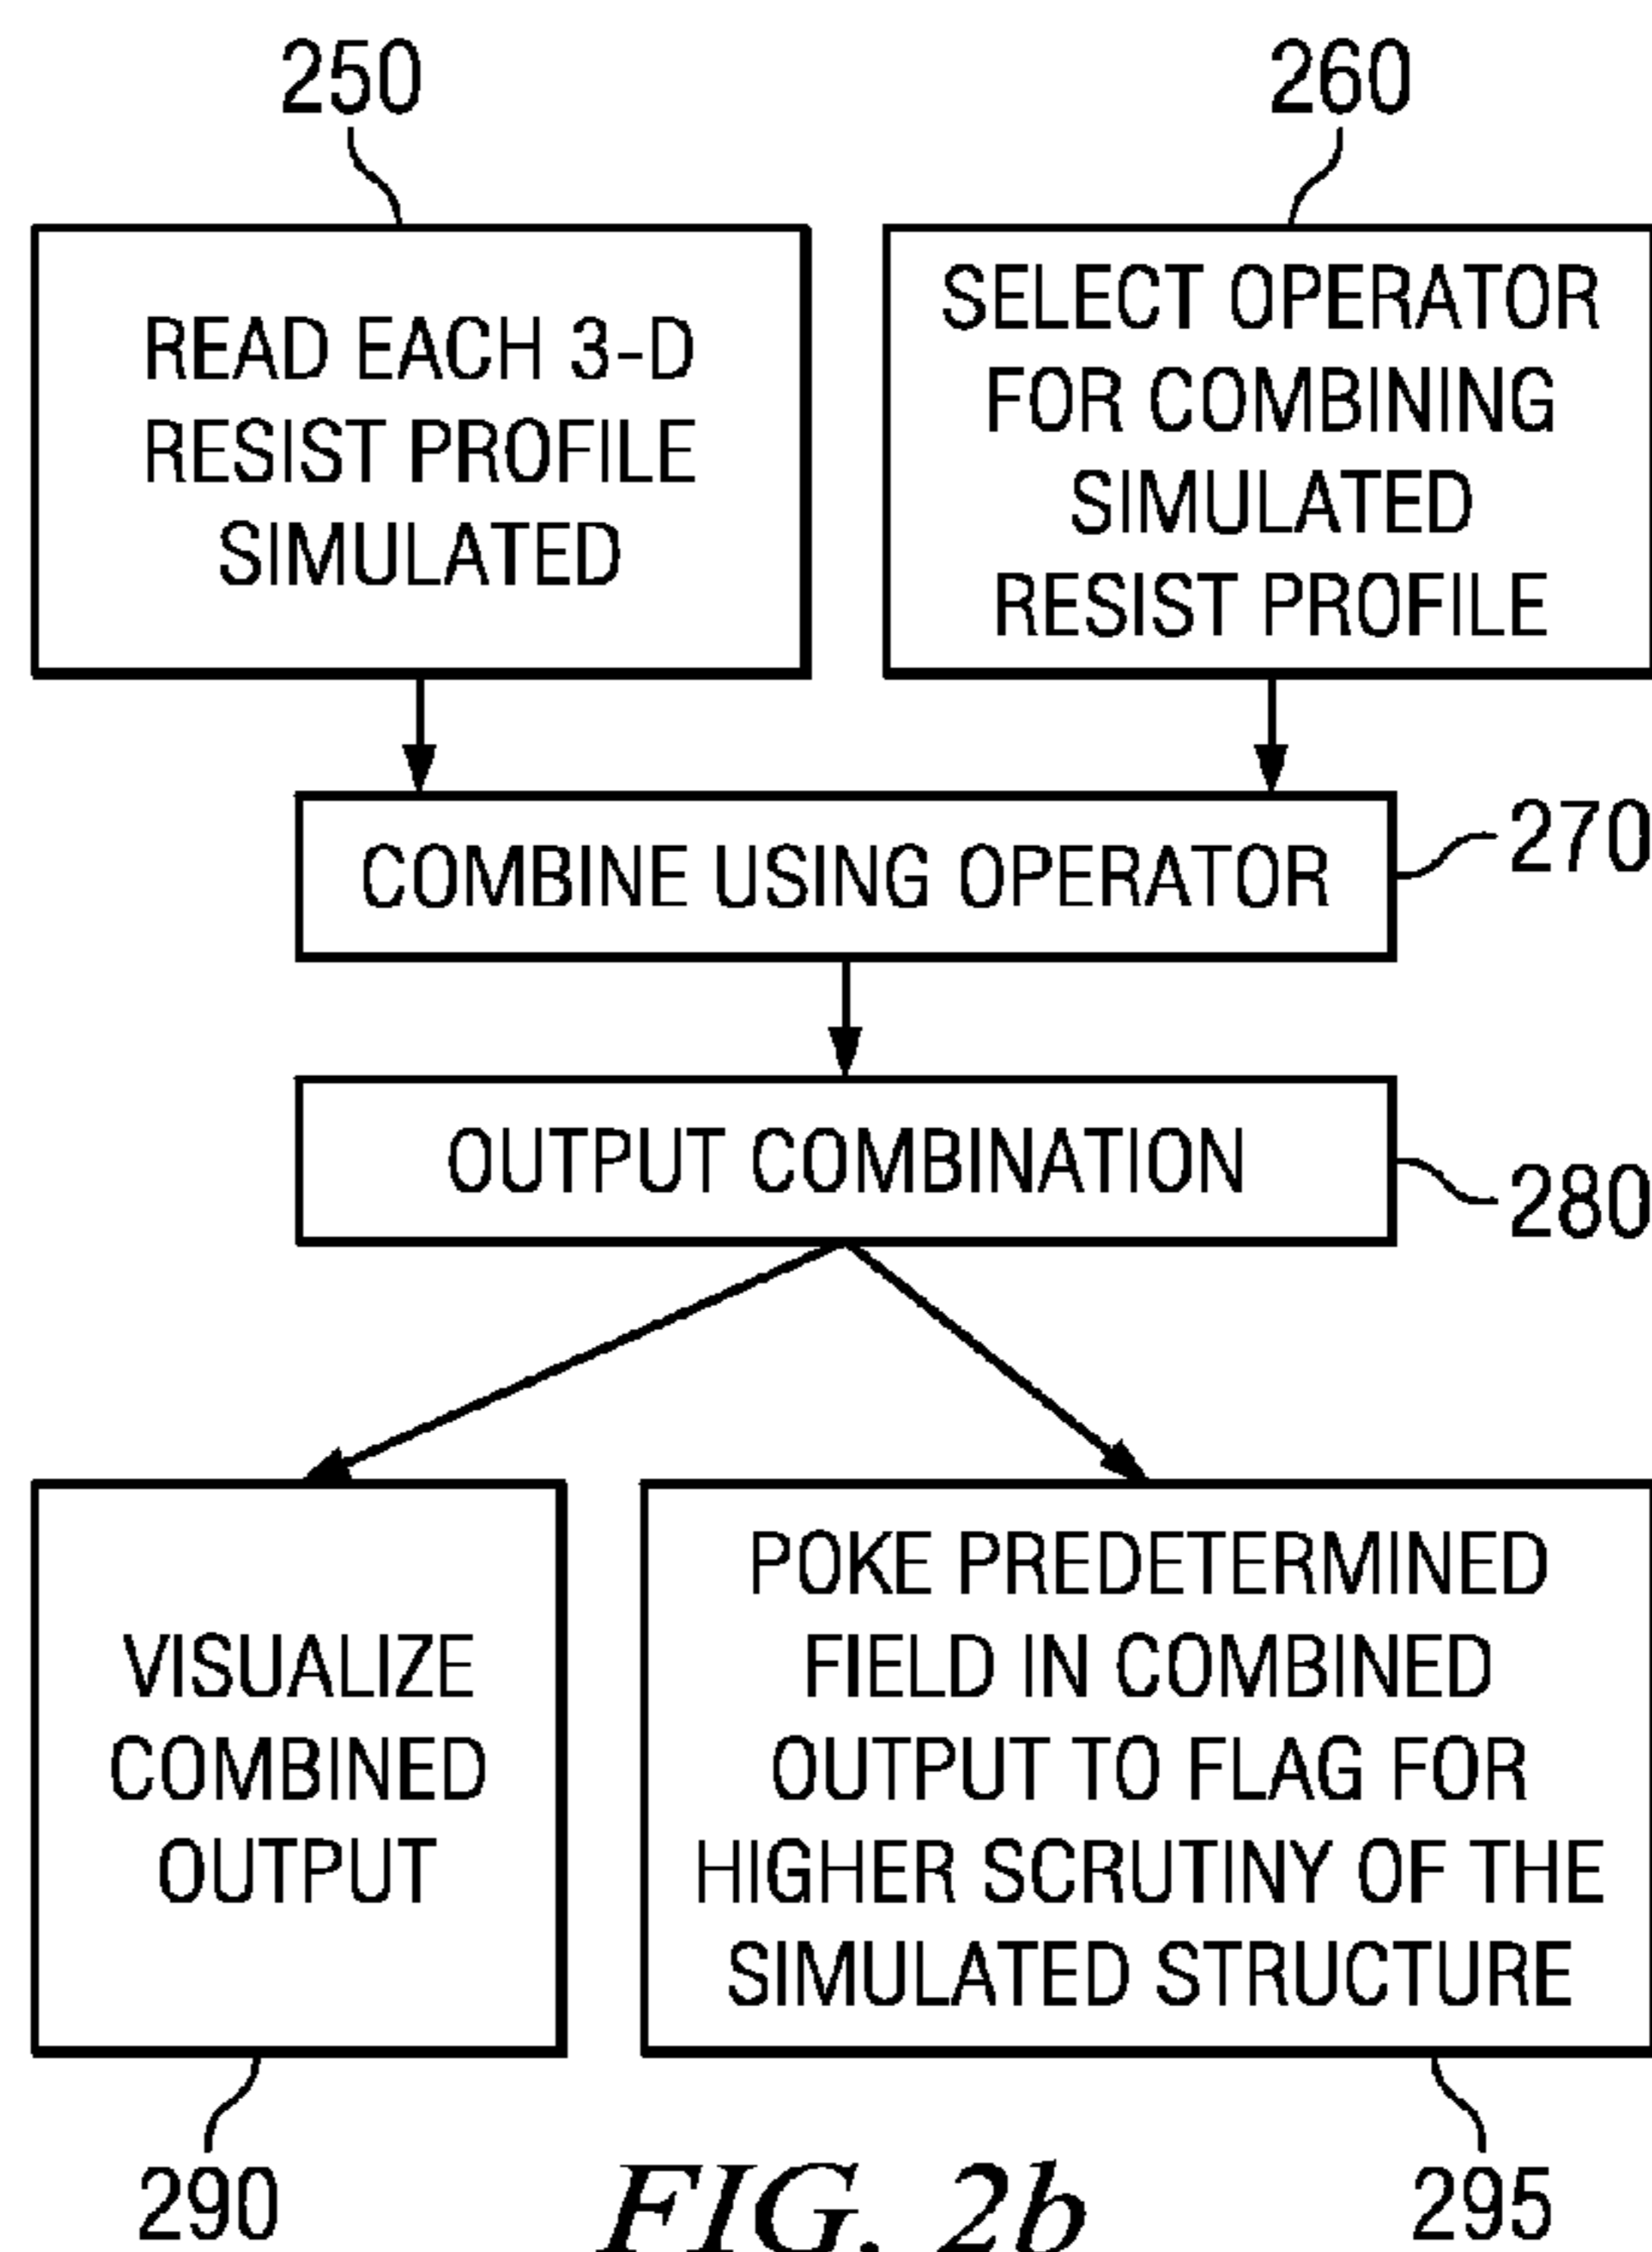 250
260
READ EACH 3-D
RESIST PROFILE
SIMULATED
SELECT OPERATOR
FOR COMBINING
SIMULATED
RESIST PROFILE
COMBINE USING OPERATOR
270
OUTPUT COMBINATION
280
VISUALIZE
COMBINED
OUTPUT
POKE PREDETERMINED
FIELD IN COMBINED
OUTPUT TO FLAG FOR
HIGHER SCRUTINY OF THE
SIMULATED STRUCTURE
290
295
FIG. 2b